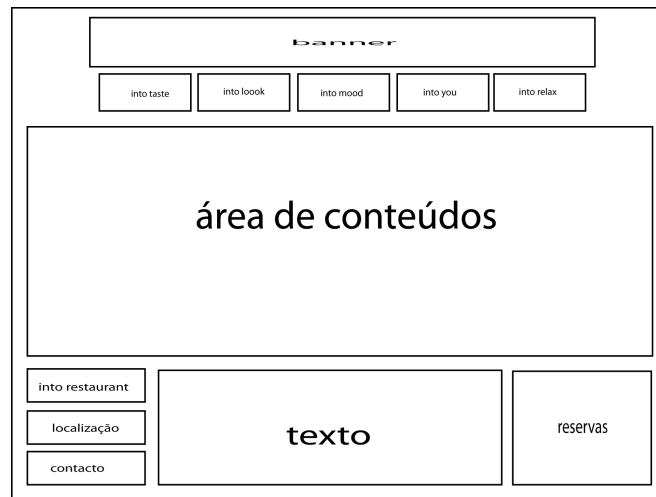 banner
into taste
into loook
into mood
into you
into relax
área de conteúdos
into restaurant
localização
contacto
texto
reservas